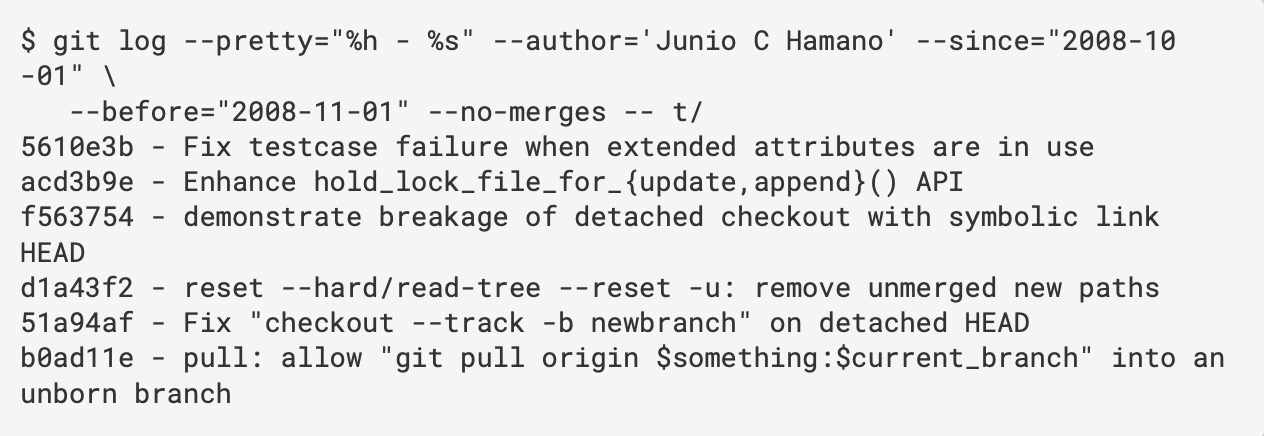 $ git log --pretty="%h - %s" --author='Junio C Hamano' --since="2008-10
-01" \
   --before="2008-11-01" --no-merges -- t/
5610e3b - Fix testcase failure when extended attributes are in use
acd3b9e - Enhance hold_lock_file_for_{update,append}() API
f563754 - demonstrate breakage of detached checkout with symbolic link
HEAD
d1a43f2 - reset --hard/read-tree --reset -u: remove unmerged new paths
51a94af - Fix "checkout --track -b newbranch" on detached HEAD
b0ad11e - pull: allow "git pull origin $something:$current_branch" into an
unborn branch